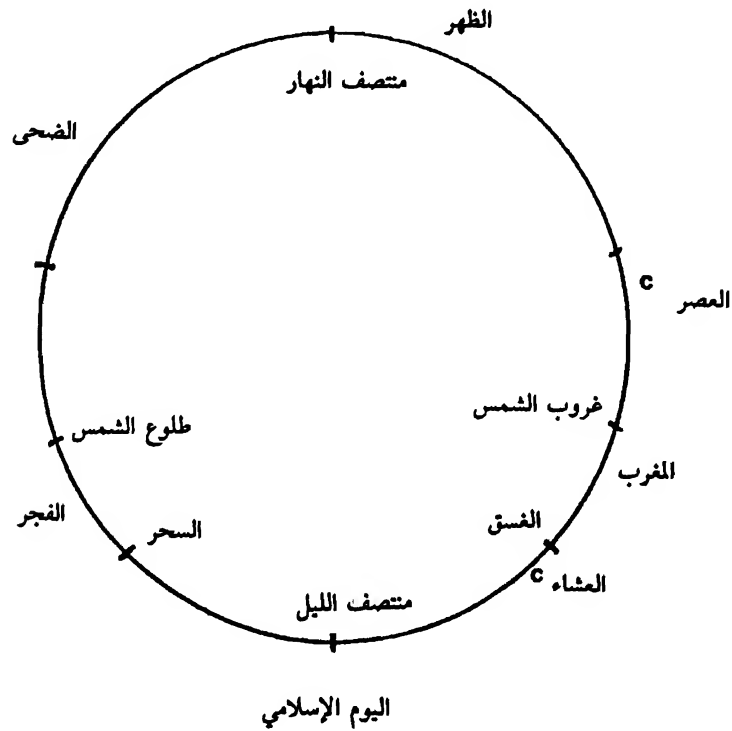 الظهر
منتصف النهار
الضحى
c
العصر
غروب الشمس
طلوع الشمس
المغرب
الفجر
السحر
الغسق
c
العشاء
منتصف الليل
اليوم الإسلامي